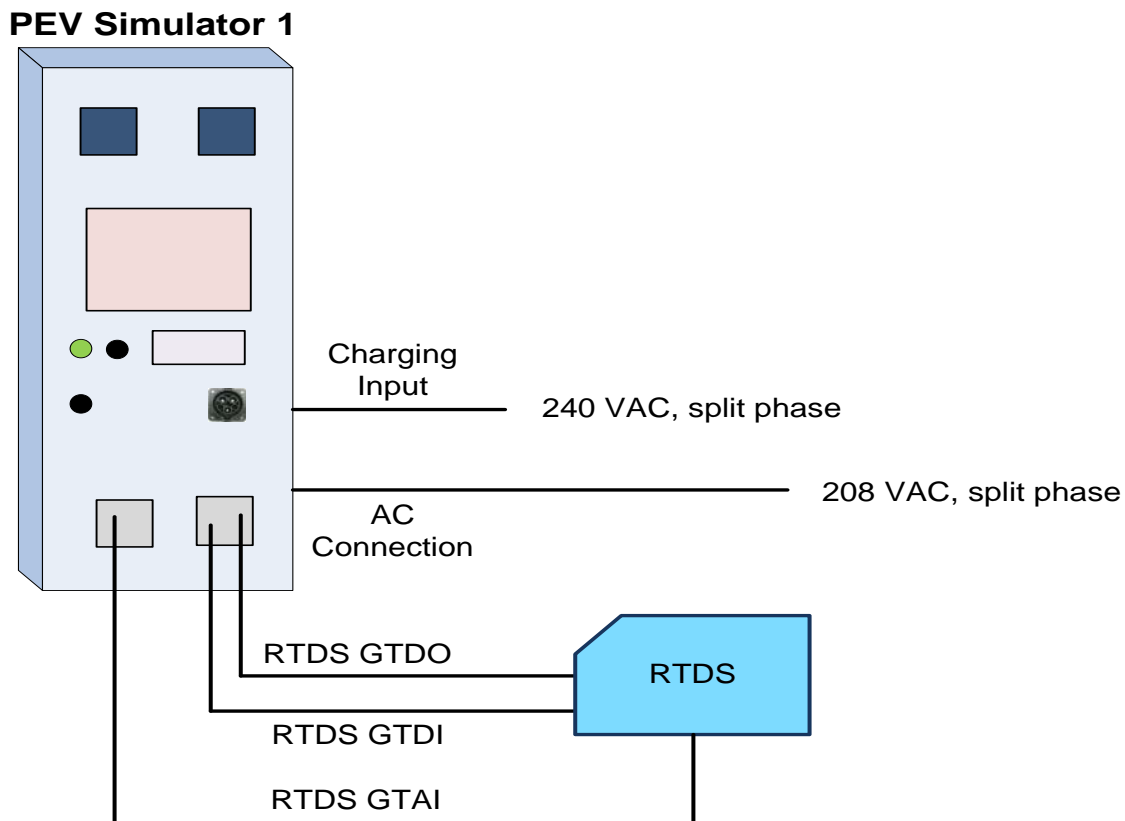 PEV Simulator 1
Charging
Input
240 VAC, split phase
208 VAC, split phase
AC
Connection
RTDS GTDO
RTDS
RTDS GTDI
RTDS GTAI